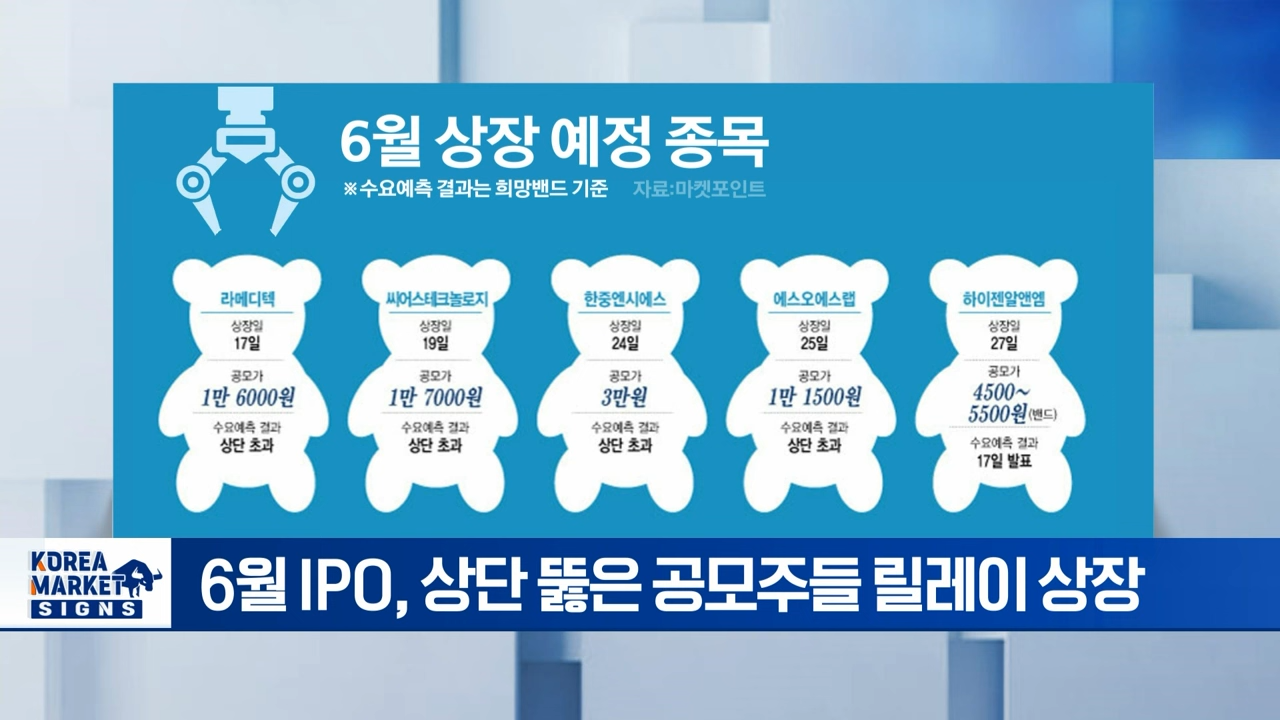 6월 상장 예정 종목
※수요예측 결과는 희망밴드 기준 자료:마켓포인트
라메디텍
상장일
17일
공모가
1만 6000원
수요예측 결과
상단 초과
씨어스테크놀로지
상장일
19일
공모가
1만 7000원
수요예측 결과
상단 초과
한중엔시에스
상장일
24일
공모가
3만원
수요예측 결과
상단 초과
에스오에스랩
상장일
25일
공모가
1만 1500원
수요예측 결과
상단 초과
하이젠알앤엠
상장일
27일
공모가
4500~
5500원(밴드)
수요예측 결과
17일 발표
KOREA
MARKET
SIGNS
6월 IPO, 상단 뚫은 공모주들 릴레이 상장